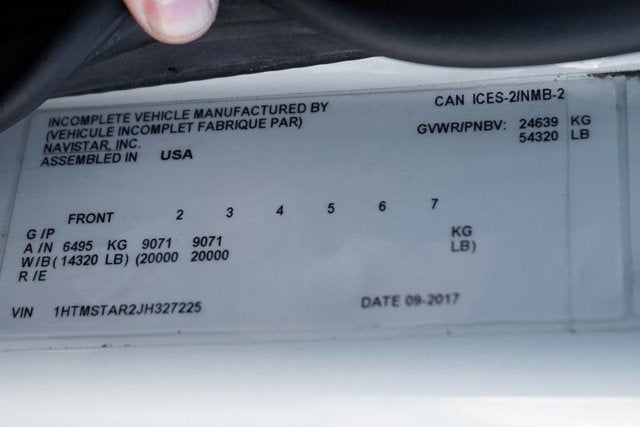 INCOMPLETE VEHICLE MANUFACTURED BY
(VEHICULE INCOMPLET FABRIQUE PAR)
NAVISTAR, INC.
ASSEMBLED IN USA
CAN ICES-2/NMB-2
GVWR/PNBV: 24639 KG
54320 LB
FRONT 2 3 4 5 6 7
G /P
A /N 6495 KG 9071 9071 KG
W/B (14320 LB) (20000 20000 LB)
R /E
VIN 1HTMSTAR2JH327225 DATE 09-2017